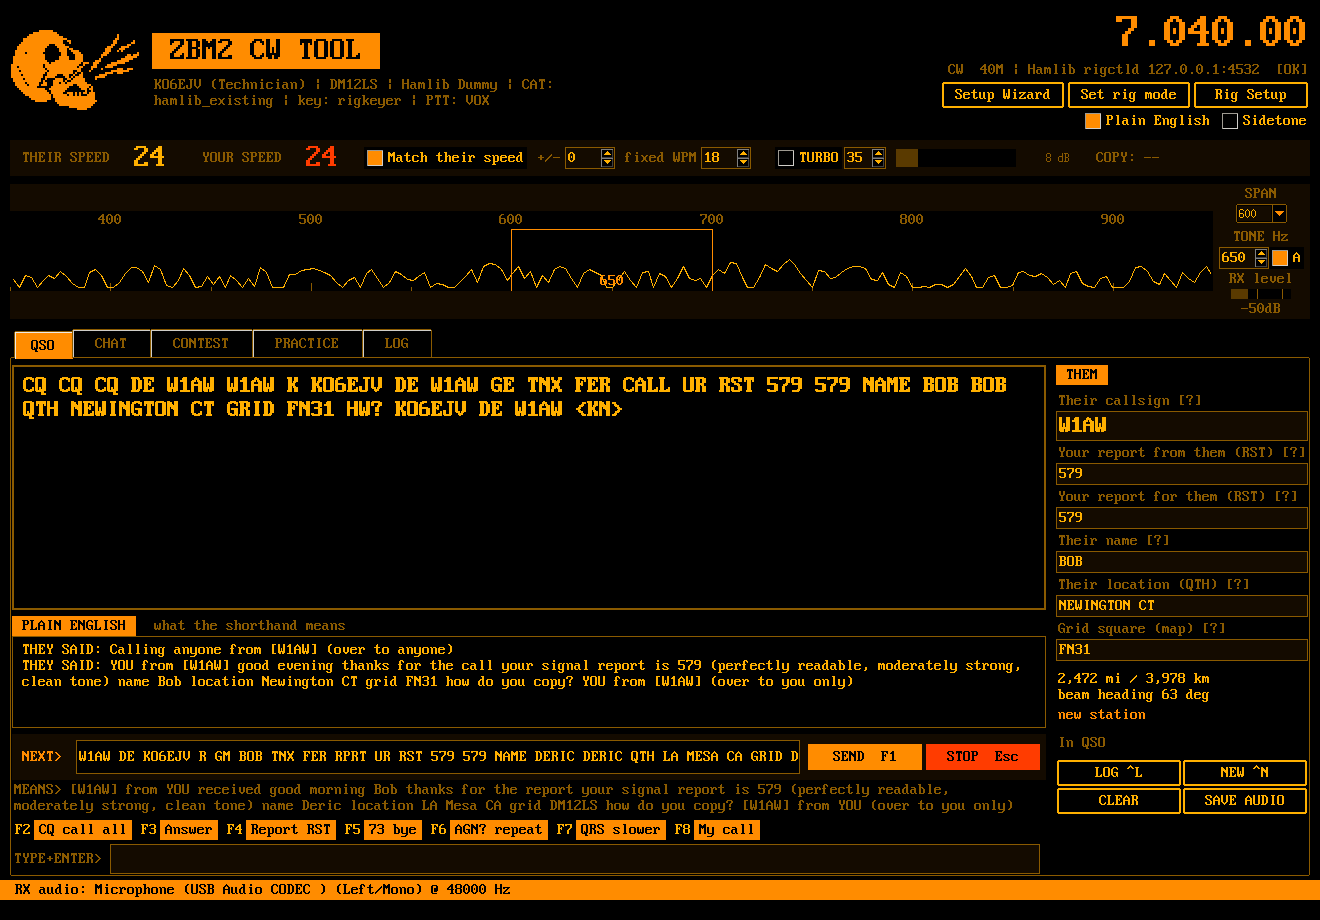 ZBMZ CW TOOL
7.040.00
KO6EJV (Technician) | DM12LS | Hamlib Dummy | CAT:
hamlib_existing | key: rigkeyer | PTT: VOX
CW 40M | Hamlib rigctld 127.0.0.1:4532 [OK]
Setup Wizard Set rig mode Rig Setup
Plain English Sidetone
THEIR SPEED 24 YOUR SPEED 24 Match their speed +/- 0 fixed WPM 18 TURBO 35 8 dB COPY: --
SPAN
400 500 600 700 800 900
600
TONE Hz
650 A
650
RX level
-50dB
QSO CHAT CONTEST PRACTICE LOG
CQ CQ CQ DE W1AW W1AW K KO6EJV DE W1AW GE TNX FER CALL UR RST 579 579 NAME BOB BOB
QTH NEWINGTON CT GRID FN31 HW? KO6EJV DE W1AW <KN>
THEM
Their callsign [?]
W1AW
Your report from them (RST) [?]
579
Your report for them (RST) [?]
579
Their name [?]
BOB
Their location (QTH) [?]
NEWINGTON CT
Grid square (map) [?]
FN31
2,472 mi / 3,978 km
beam heading 63 deg
new station
In QSO
LOG ^L NEW ^N
CLEAR SAVE AUDIO
PLAIN ENGLISH what the shorthand means
THEY SAID: Calling anyone from [W1AW] (over to anyone)
THEY SAID: YOU from [W1AW] good evening thanks for the call your signal report is 579 (perfectly readable, moderately strong,
clean tone) name Bob location Newington CT grid FN31 how do you copy? YOU from [W1AW] (over to you only)
NEXT> W1AW DE KO6EJV R GM BOB TNX FER RPRT UR RST 579 579 NAME DERIC DERIC QTH LA MESA CA GRID D SEND F1 STOP Esc
MEANS> [W1AW] from YOU received good morning Bob thanks for the report your signal report is 579 (perfectly readable,
moderately strong, clean tone) name Deric location LA Mesa CA grid DM12LS how do you copy? [W1AW] from YOU (over to you only)
F2 CQ call all F3 Answer F4 Report RST F5 73 bye F6 AGN? repeat F7 QRS slower F8 My call
TYPE+ENTER>
RX audio: Microphone (USB Audio CODEC ) (Left/Mono) @ 48000 Hz